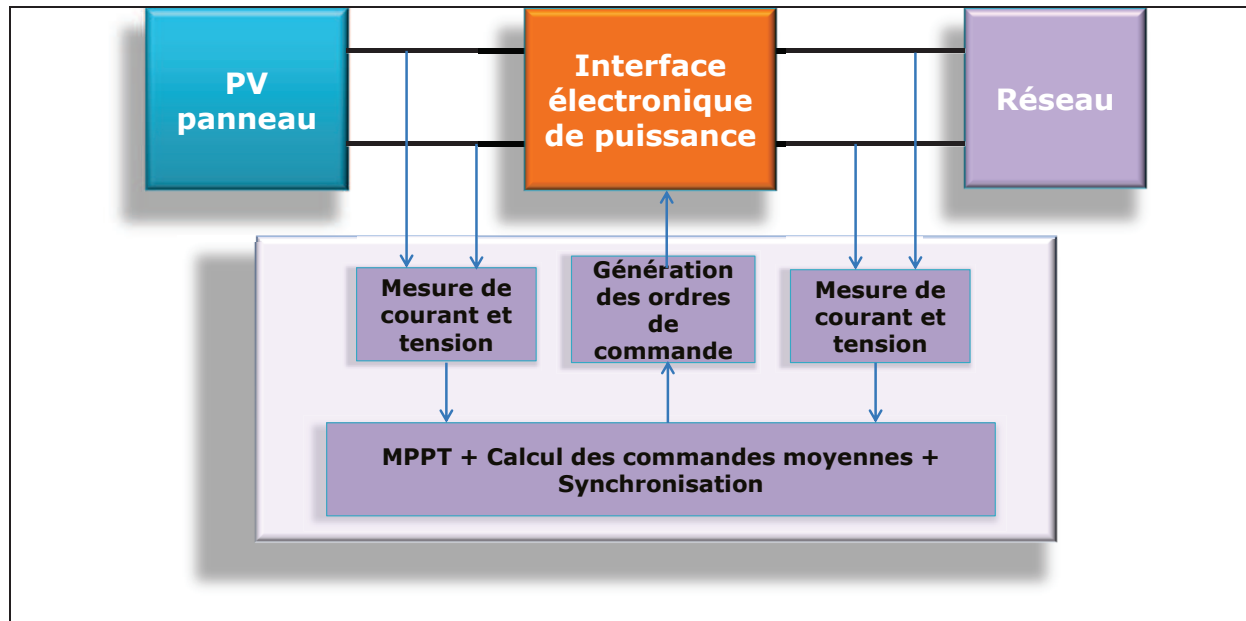 PV
panneau
Interface
électronique
de puissance
Réseau
Mesure de
courant et
tension
Génération
des ordres
de
commande
Mesure de
courant et
tension
MPPT + Calcul des commandes moyennes +
Synchronisation